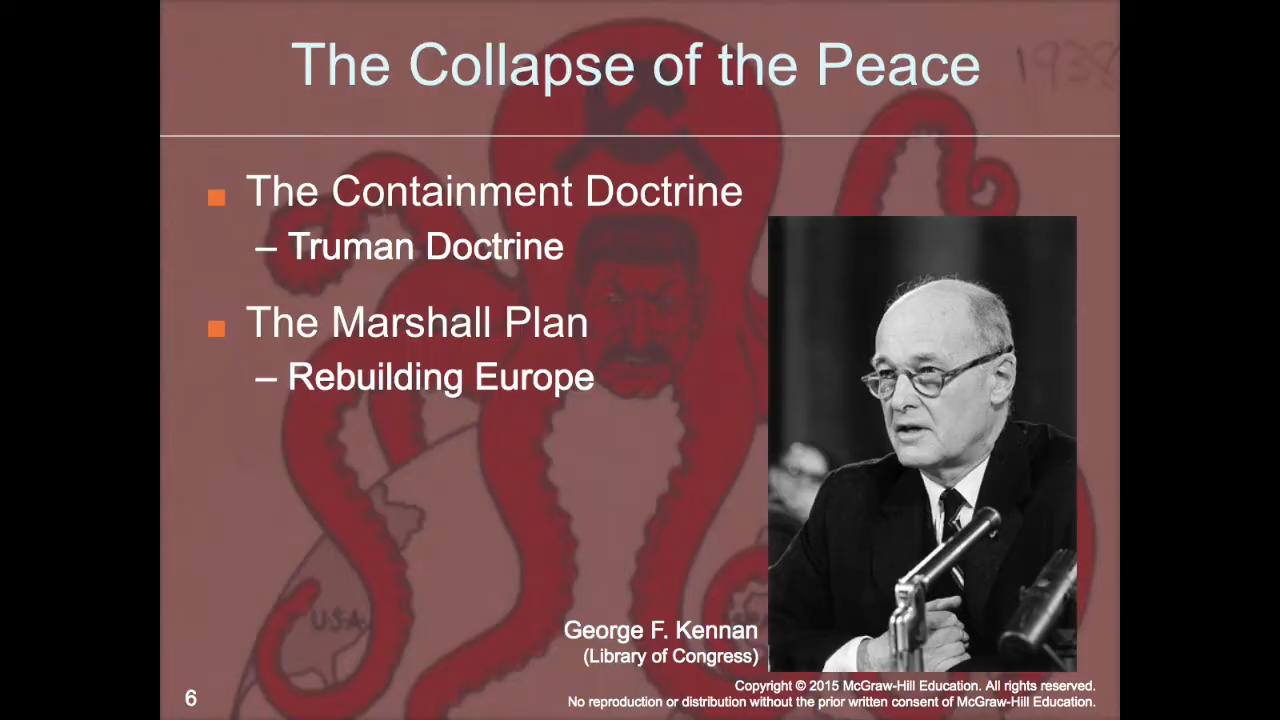 The Collapse of the Peace
1938
The Containment Doctrine
– Truman Doctrine
The Marshall Plan
– Rebuilding Europe
U.S.A.
George F. Kennan
(Library of Congress)
6
Copyright © 2015 McGraw-Hill Education. All rights reserved.
No reproduction or distribution without the prior written consent of McGraw-Hill Education.